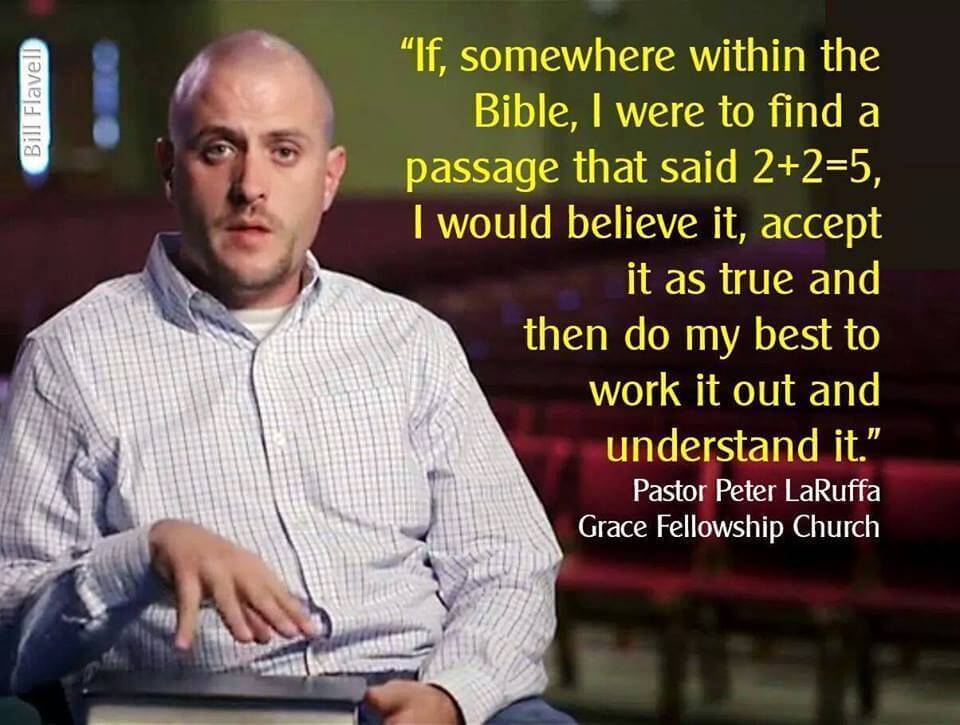 Bill Flavell
“If, somewhere within the
Bible, I were to find a
passage that said 2+2=5,
I would believe it, accept
it as true and
then do my best to
work it out and
understand it.”
Pastor Peter LaRuffa
Grace Fellowship Church